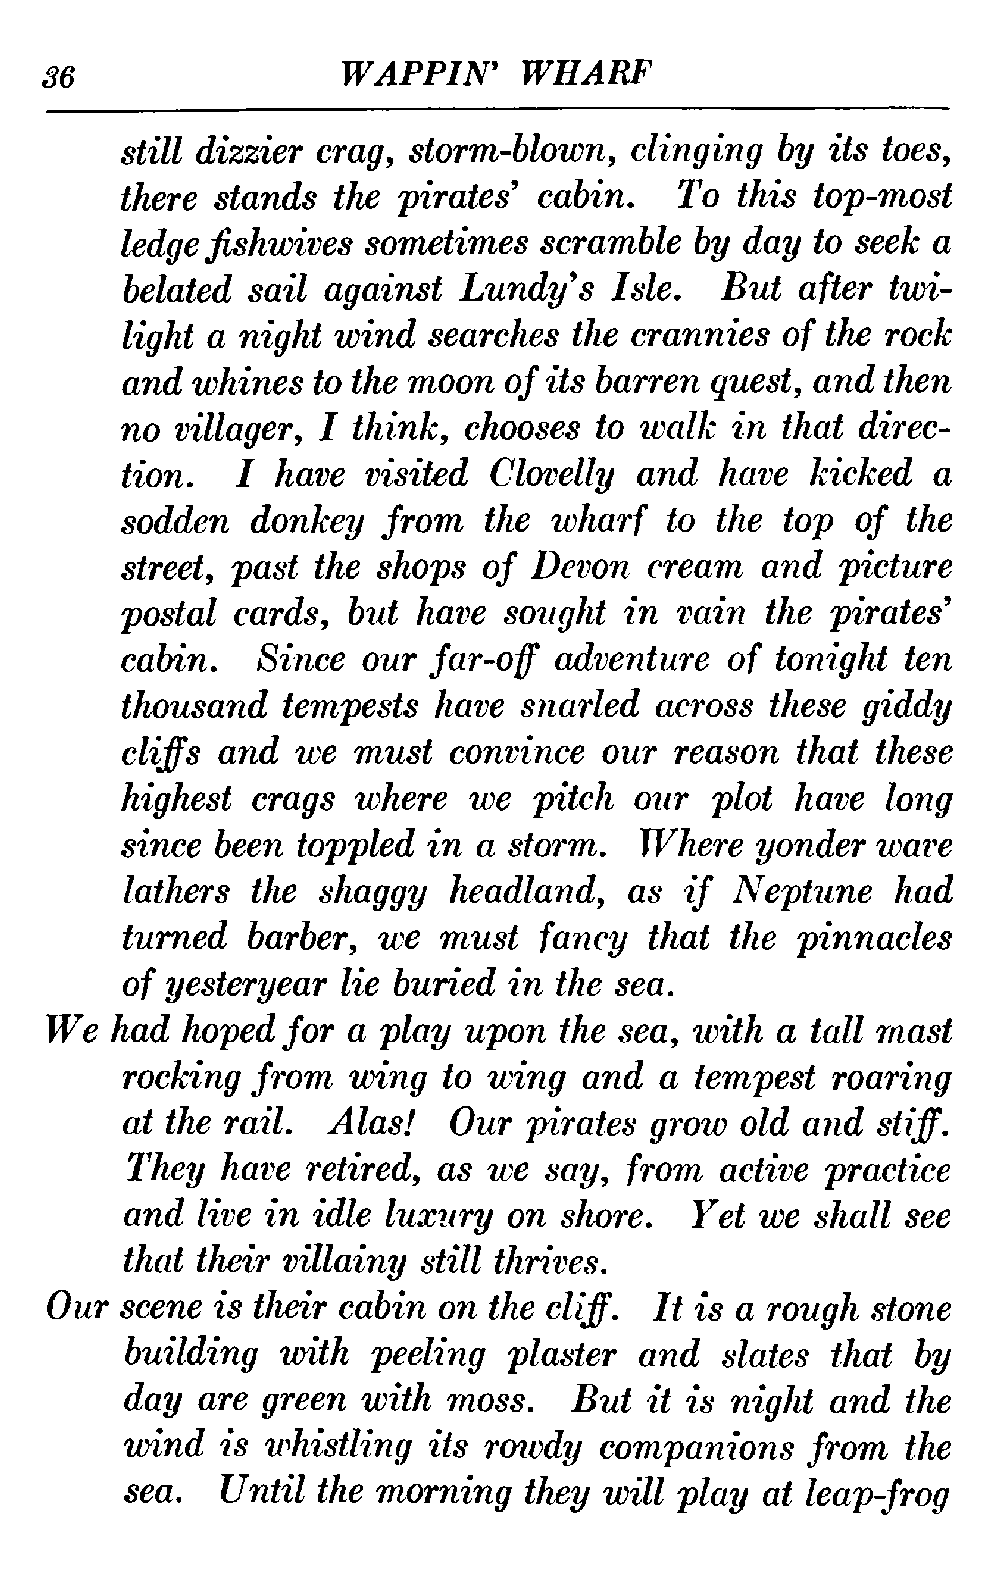 36 WAPPIN' WHARF
still dizzier crag, storm-blown, clinging by its toes,
there stands the pirates' cabin. To this top-most
ledge fishwives sometimes scramble by day to seek a
belated sail against Lundy's Isle. But after twi-
light a night wind searches the crannies of the rock
and whines to the moon of its barren quest, and then
no villager, I think, chooses to walk in that direc-
tion. I have visited Clovelly and have kicked a
sodden donkey from the wharf to the top of the
street, past the shops of Devon cream and picture
postal cards, but have sought in vain the pirates'
cabin. Since our far-off adventure of tonight ten
thousand tempests have snarled across these giddy
cliffs and we must convince our reason that these
highest crags where we pitch our plot have long
since been toppled in a storm. Where yonder wave
lathers the shaggy headland, as if Neptune had
turned barber, we must fancy that the pinnacles
of yesteryear lie buried in the sea.
We had hoped for a play upon the sea, with a tall mast
rocking from wing to wing and a tempest roaring
at the rail. Alas! Our pirates grow old and stiff.
They have retired, as we say, from active practice
and live in idle luxury on shore. Yet we shall see
that their villainy still thrives.
Our scene is their cabin on the cliff. It is a rough stone
building with peeling plaster and slates that by
day are green with moss. But it is night and the
wind is whistling its rowdy companions from the
sea. Until the morning they will play at leap-frog